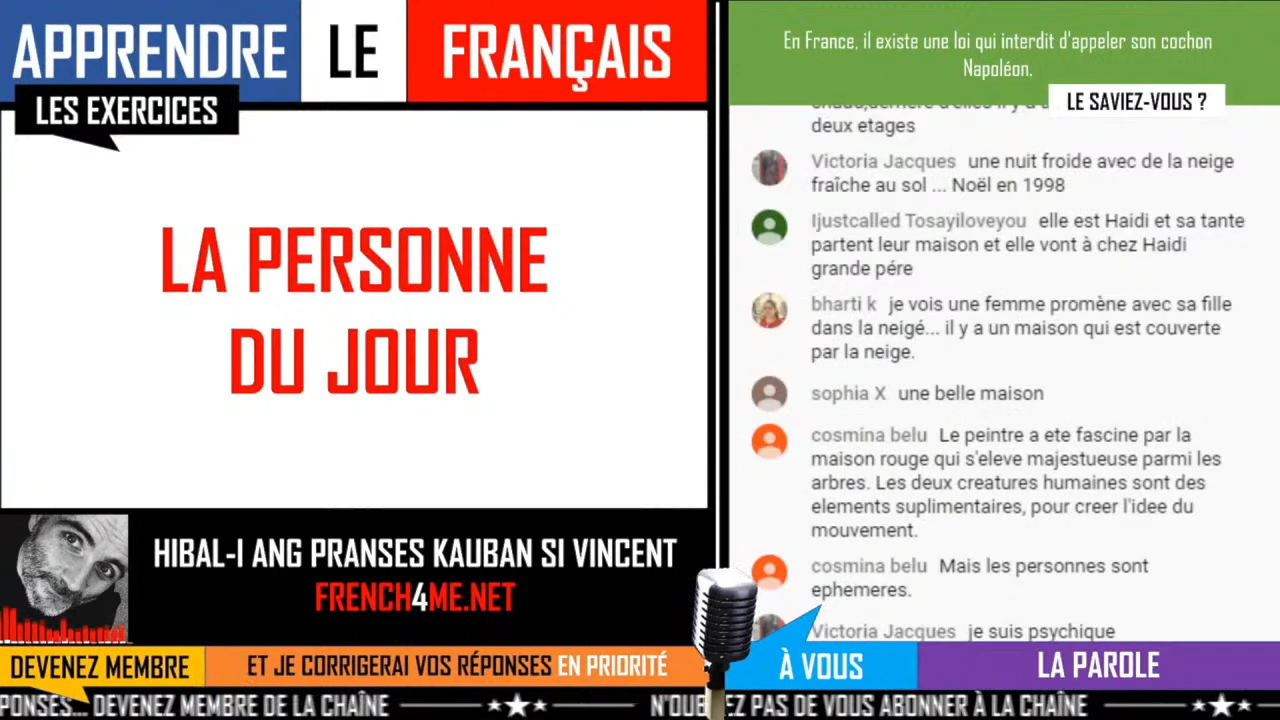 APPRENDRE LE FRANÇAIS
LES EXERCICES
LA PERSONNE
DU JOUR
HIBAL-I ANG PRANSES KAUBAN SI VINCENT
FRENCH4ME.NET
DEVENEZ MEMBRE
ET JE CORRIGERAI VOS RÉPONSES EN PRIORITÉ
En France, il existe une loi qui interdit d'appeler son cochon
Napoléon.
LE SAVIEZ-VOUS ?
deux etages
Victoria Jacques une nuit froide avec de la neige
fraîche au sol ... Noël en 1998
Ijustcalled Tosayiloveyou elle est Haidi et sa tante
partent leur maison et elle vont à chez Haidi
grande pére
bharti k je vois une femme promène avec sa fille
dans la neigé... il y a un maison qui est couverte
par la neige.
sophia X une belle maison
cosmina belu Le peintre a ete fascine par la
maison rouge qui s'eleve majestueuse parmi les
arbres. Les deux creatures humaines sont des
elements suplimentaires, pour creer l'idee du
mouvement.
cosmina belu Mais les personnes sont
ephemeres.
Victoria Jacques je suis psychique
À VOUS
LA PAROLE
DEVENEZ MEMBRE DE LA CHAÎNE
PAS DE VOUS ABONNER À LA CHAÎNE